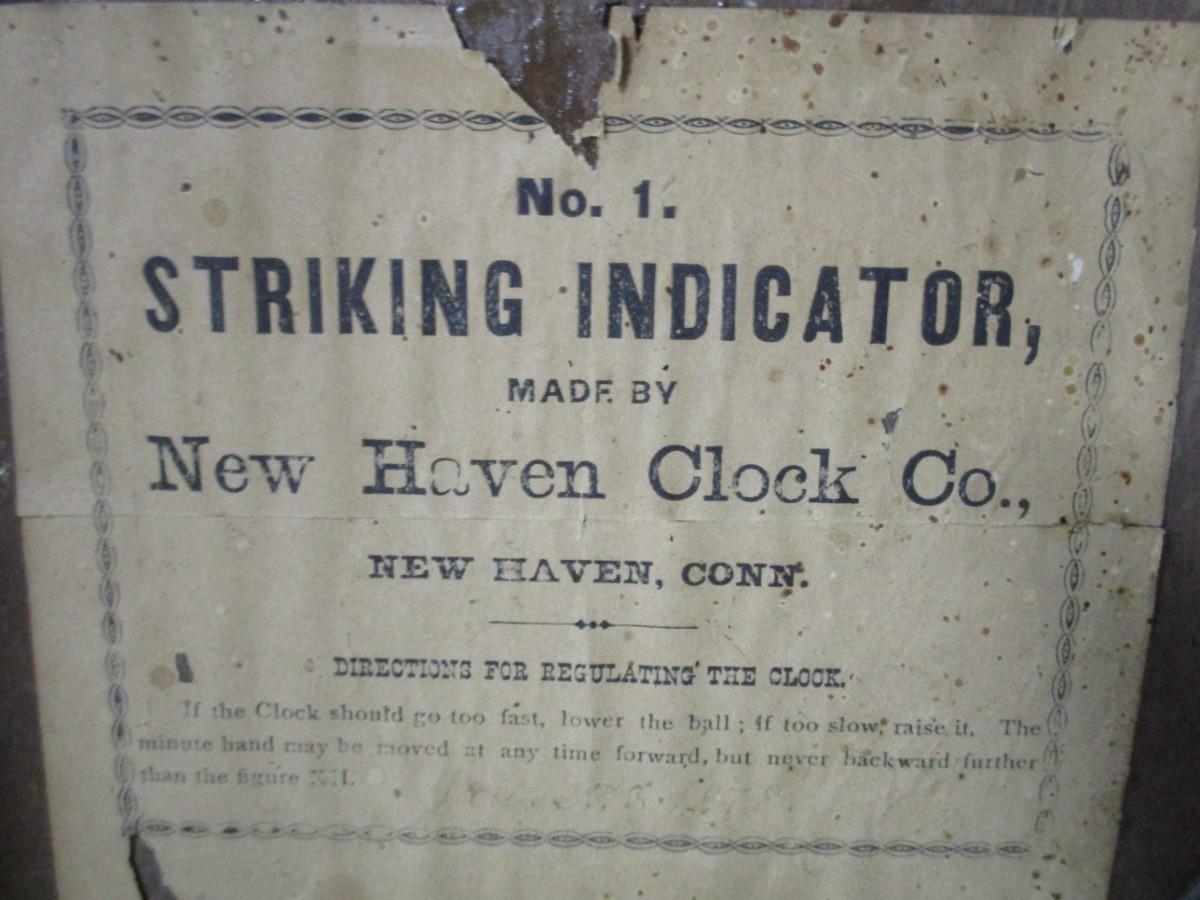 No. 1.
STRIKING INDICATOR,
MADE BY
New Haven Clock Co.,
NEW HAVEN, CONN.
DIRECTIONS FOR REGULATING THE CLOCK.
If the Clock should go too fast, lower the ball ; if too slow, raise it. The
minute hand may be moved at any time forward, but never backward further
than the figure XII.